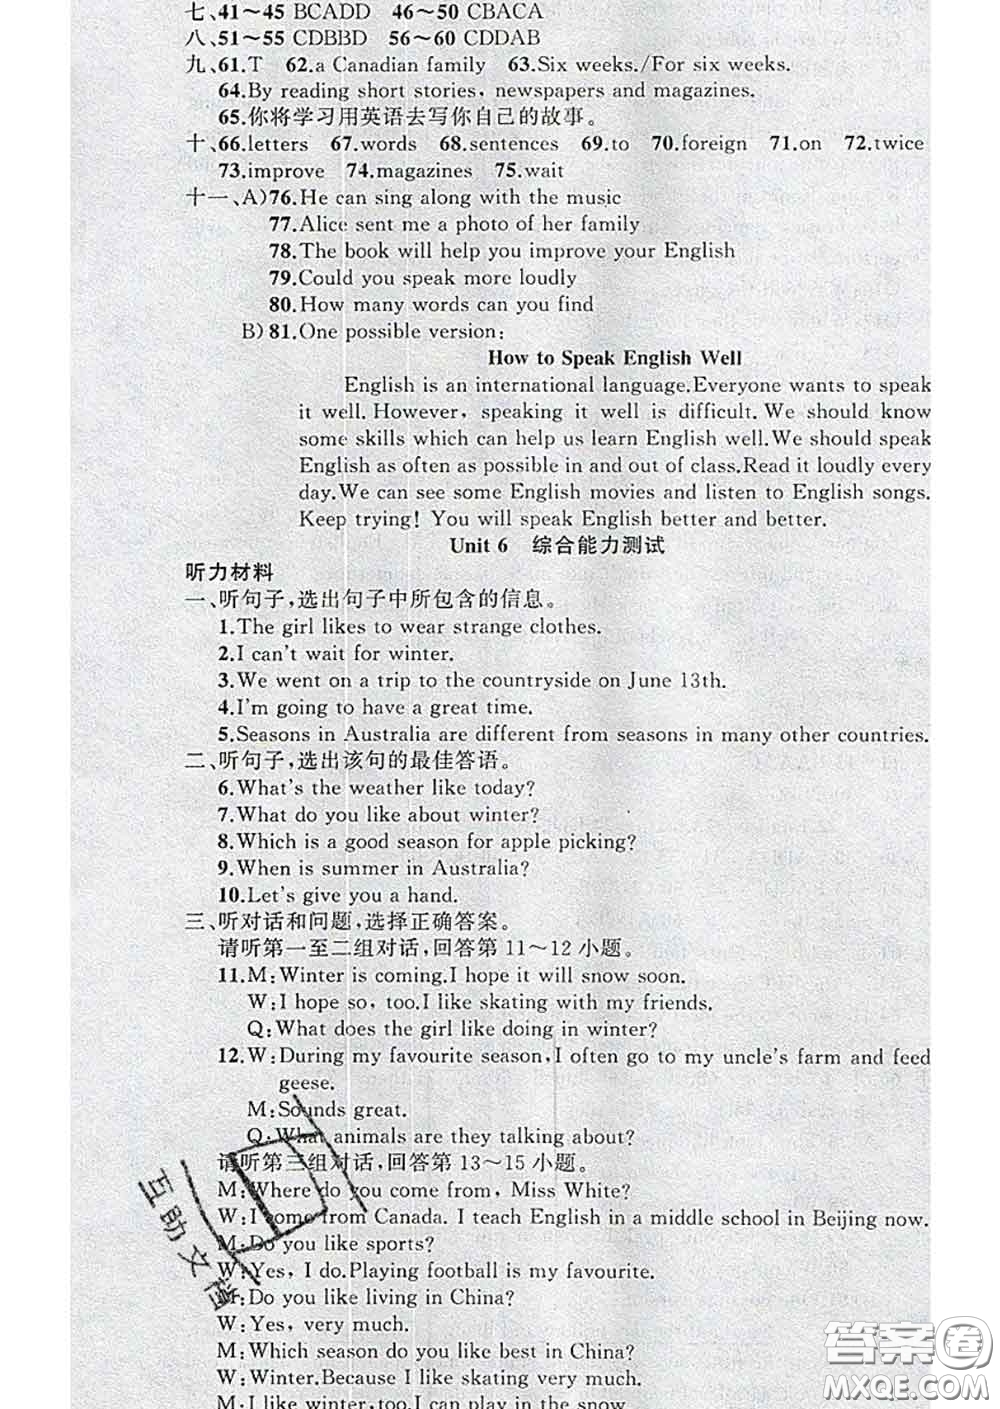 七、41～45 BCADD 46～50 CBACA
八、51～55 CDBBD 56～60 CDDAB
九、61.T 62.a Canadian family 63.Six weeks./For six weeks.
64.By reading short stories, newspapers and magazines.
65.你将学习用英语去写你自己的故事。
十、66.letters 67.words 68.sentences 69.to 70.foreign 71.on 72.twice
73.improve 74.magazines 75.wait
十一、A)76.He can sing along with the music
77.Alice sent me a photo of her family
78.The book will help you improve your English
79.Could you speak more loudly
80.How many words can you find
B)81.One possible version:
How to Speak English Well
English is an international language.Everyone wants to speak
it well. However, speaking it well is difficult. We should know
some skills which can help us learn English well.We should speak
English as often as possible in and out of class.Read it loudly every
day.We can see some English movies and listen to English songs.
Keep trying! You will speak English better and better.
Unit 6 综合能力测试
听力材料
一、听句子,选出句子中所包含的信息。
1.The girl likes to wear strange clothes.
2.I can't wait for winter.
3.We went on a trip to the countryside on June 13th.
4.I'm going to have a great time.
5.Seasons in Australia are different from seasons in many other countries.
二、听句子,选出该句的最佳答语。
6.What's the weather like today?
7.What do you like about winter?
8.Which is a good season for apple picking?
9.When is summer in Australia?
10.Let's give you a hand.
三、听对话和问题,选择正确答案。
请听第一至二组对话,回答第 11～12 小题。
11.M:Winter is coming.I hope it will snow soon.
W:I hope so, too.I like skating with my friends.
Q:What does the girl like doing in winter?
12.W:During my favourite season,I often go to my uncle's farm and feed
geese.
M:Sounds great.
Q:What animals are they talking about?
请听第三组对话,回答第 13～15 小题。
M:Where do you come from, Miss White?
W:I come from Canada. I teach English in a middle school in Beijing now.
M:Do you like sports?
W:Yes, I do.Playing football is my favourite.
M:Do you like living in China?
W:Yes, very much.
M:Which season do you like best in China?
W:Winter.Because I like skating very much.
M:I like winter,too.I can play in the snow.
互助文档
答案卷
MXQE.COM